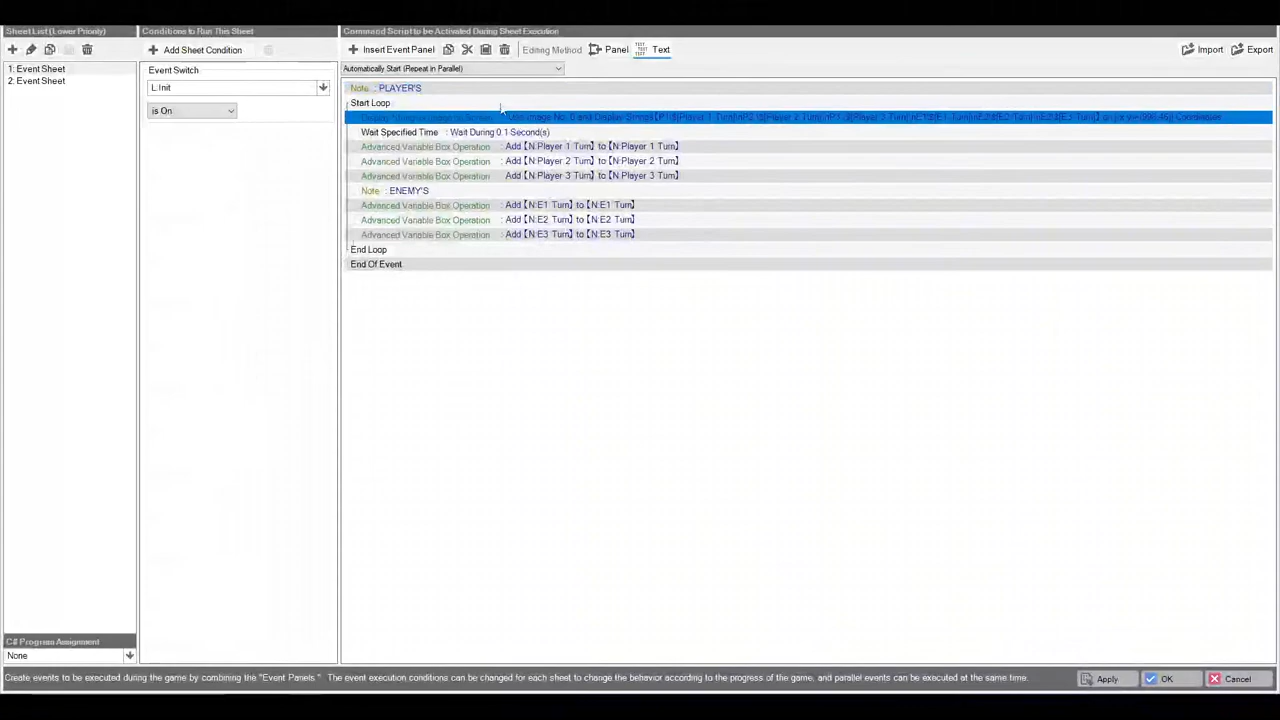 Sheet List (Lower Priority)
Conditions to Run This Sheet
Command Script to be Activated During Sheet Execution
Add Sheet Condition
Insert Event Panel
Editing Method
Panel
Text
Import
Export
1: Event Sheet
2: Event Sheet
Event Switch
L:Init
is On
Automatically Start (Repeat in Parallel)
Note : PLAYER'S
Start Loop
Image No. 0 and Display String
Wait Specified Time : Wait During 0.1 Second(s)
Advanced Variable Box Operation : Add【N:Player 1 Turn】to【N:Player 1 Turn】
Advanced Variable Box Operation : Add【N:Player 2 Turn】to【N:Player 2 Turn】
Advanced Variable Box Operation : Add【N:Player 3 Turn】to【N:Player 3 Turn】
Note : ENEMY'S
Advanced Variable Box Operation : Add【N:E1 Turn】to【N:E1 Turn】
Advanced Variable Box Operation : Add【N:E2 Turn】to【N:E2 Turn】
Advanced Variable Box Operation : Add【N:E3 Turn】to【N:E3 Turn】
End Loop
End Of Event
C# Program Assignment
None
Create events to be executed during the game by combining the "Event Panels." The event execution conditions can be changed for each sheet to change the behavior according to the progress of the game, and parallel events can be executed at the same time.
Apply
OK
Cancel